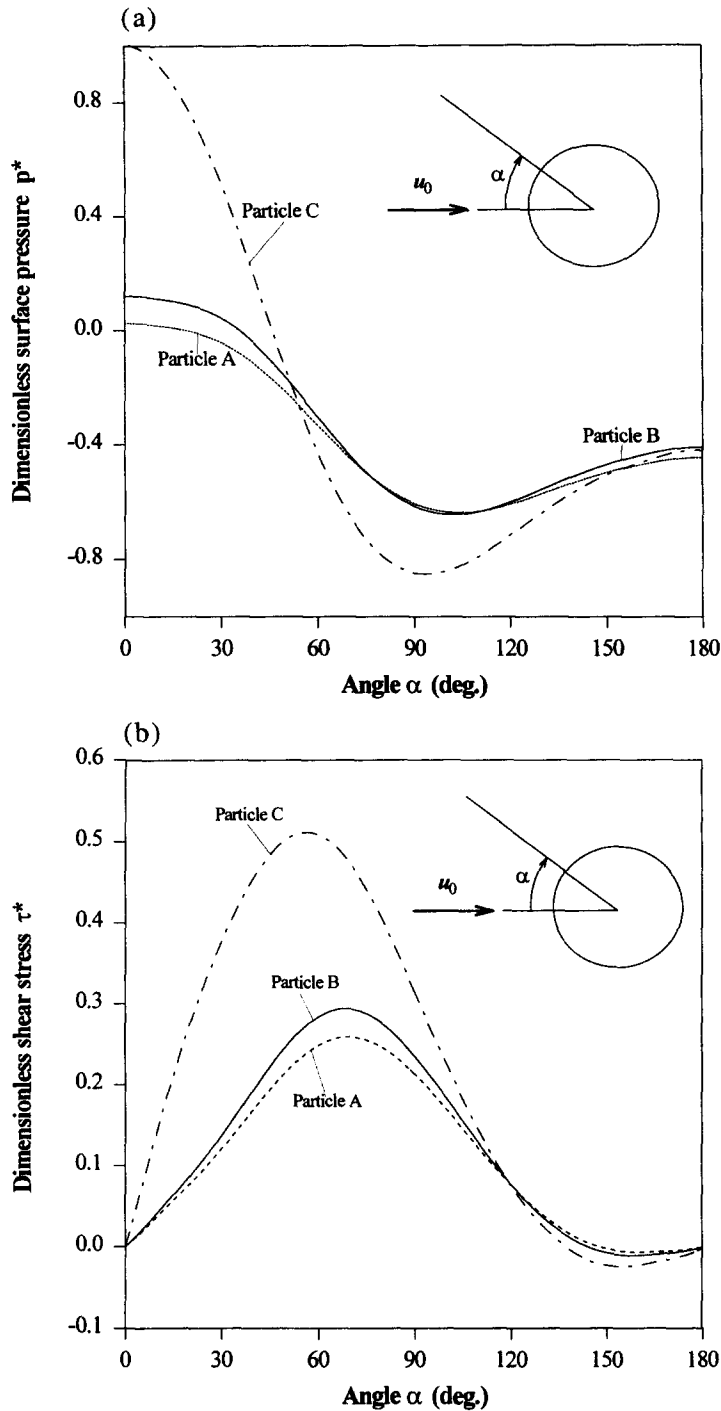 (a)
0.8
0.4
0.0
-0.4
-0.8
Dimensionless surface pressure p*
Particle C
Particle A
Particle B
u₀
α
0 30 60 90 120 150 180
Angle α (deg.)
(b)
0.6
0.5
0.4
0.3
0.2
0.1
0.0
-0.1
Dimensionless shear stress τ*
Particle C
Particle B
Particle A
u₀
α
0 30 60 90 120 150 180
Angle α (deg.)